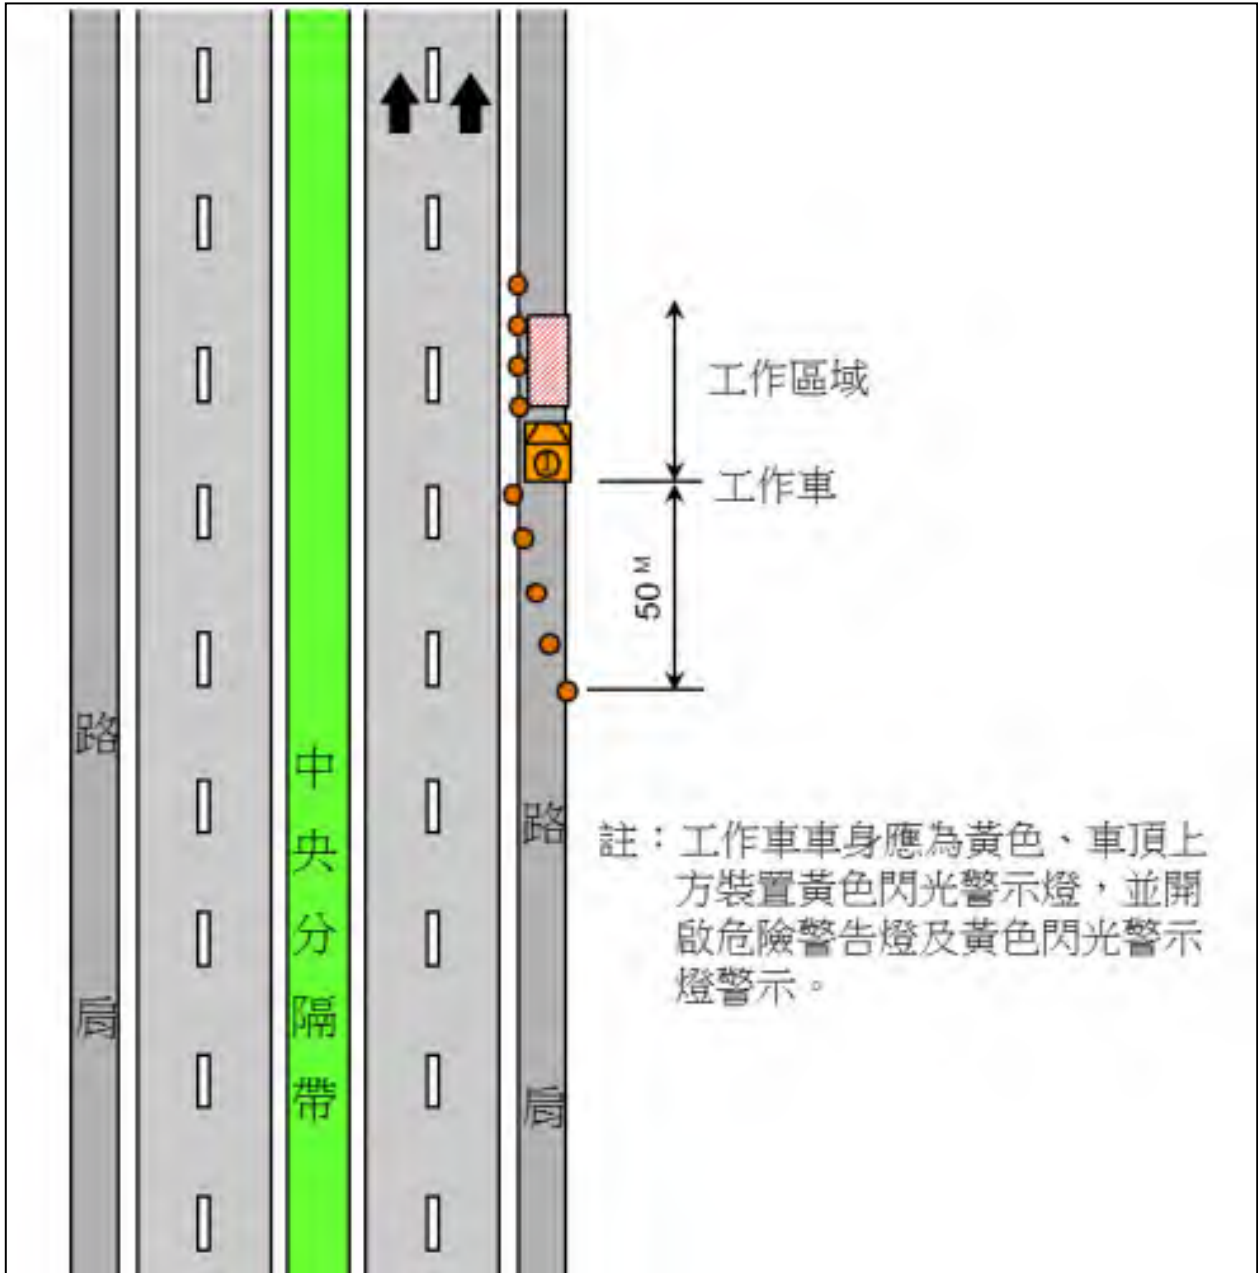 工作區域
①
工作車
50 M
路肩
中央分隔帶
路肩
註：工作車車身應為黃色、車頂上
方裝置黃色閃光警示燈，並開
啟危險警告燈及黃色閃光警示
燈警示。